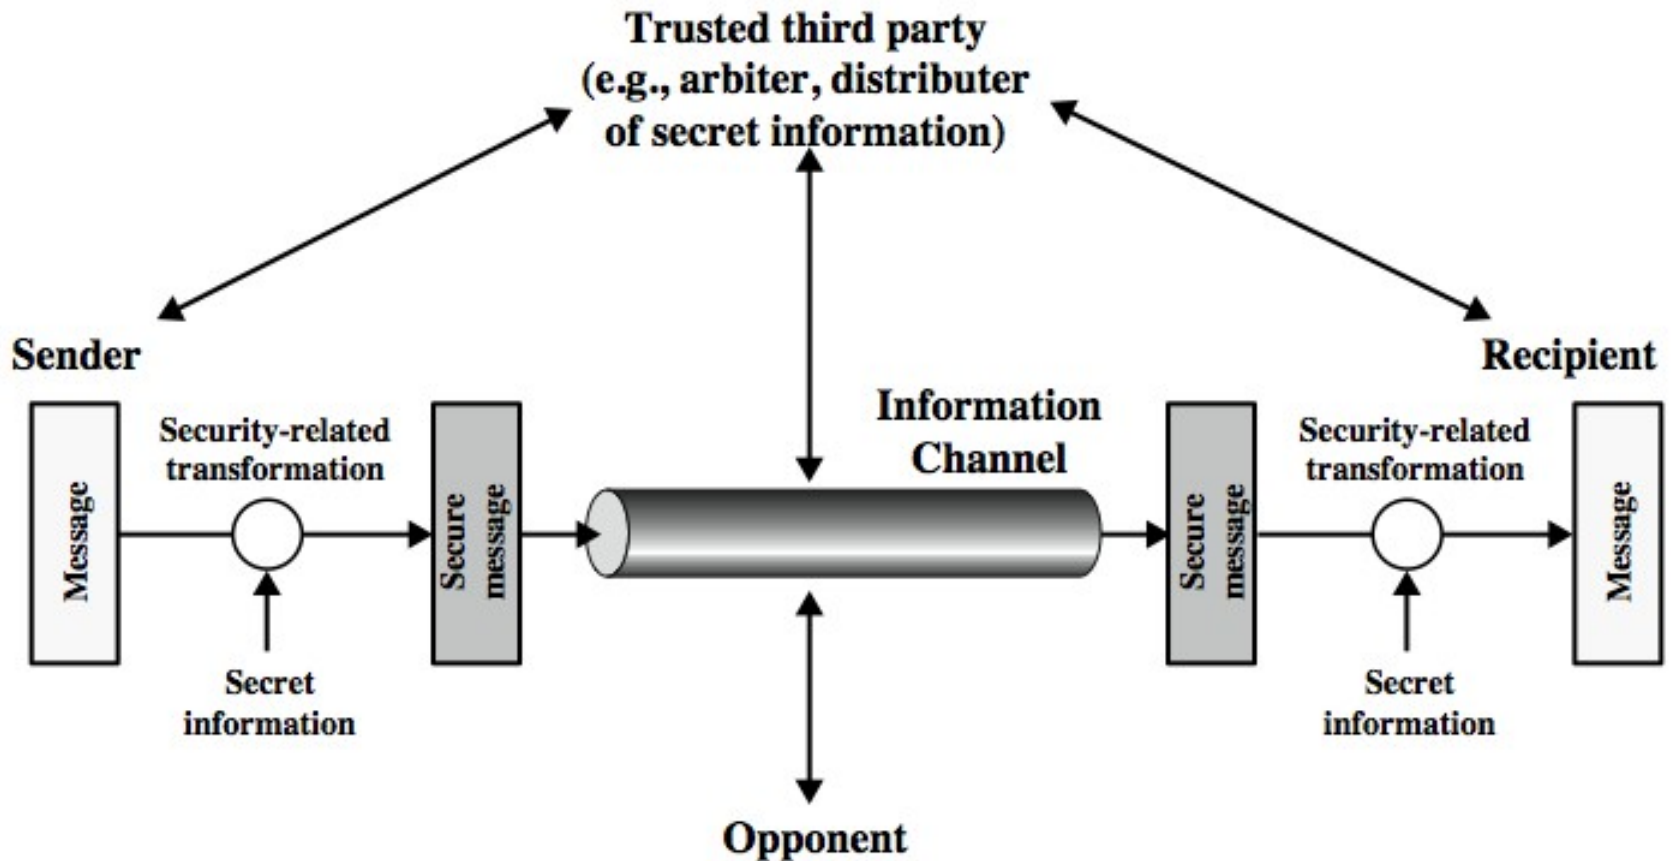 Trusted third party
(e.g., arbiter, distributer
of secret information)
Sender
Recipient
Information
Channel
Security-related
transformation
Security-related
transformation
Message
Secure
message
Secure
message
Message
Secret
information
Secret
information
Opponent